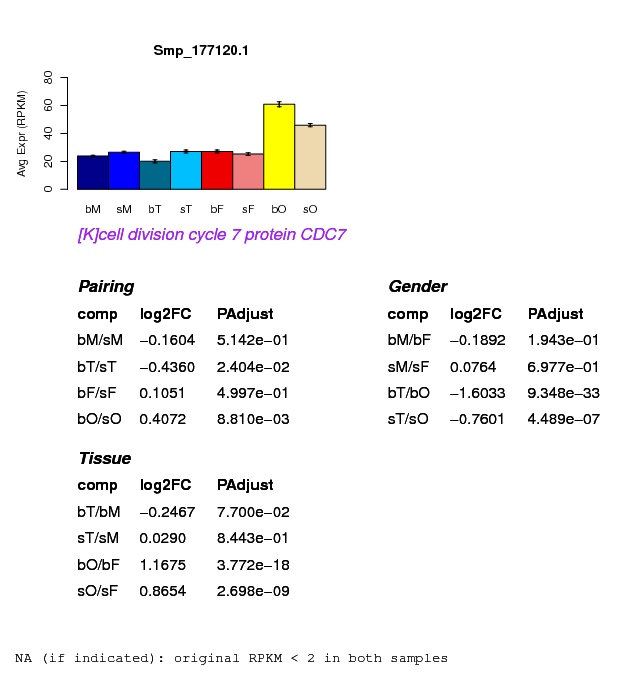 Smp_177120.1
Avg Expr (RPKM)
80
60
40
20
0
bM sM bT sT bF sF bO sO
[K]cell division cycle 7 protein CDC7
Pairing
comp log2FC PAdjust
bM/sM −0.1604 5.142e−01
bT/sT −0.4360 2.404e−02
bF/sF 0.1051 4.997e−01
bO/sO 0.4072 8.810e−03
Gender
comp log2FC PAdjust
bM/bF −0.1892 1.943e−01
sM/sF 0.0764 6.977e−01
bT/bO −1.6033 9.348e−33
sT/sO −0.7601 4.489e−07
Tissue
comp log2FC PAdjust
bT/bM −0.2467 7.700e−02
sT/sM 0.0290 8.443e−01
bO/bF 1.1675 3.772e−18
sO/sF 0.8654 2.698e−09
NA (if indicated): original RPKM < 2 in both samples